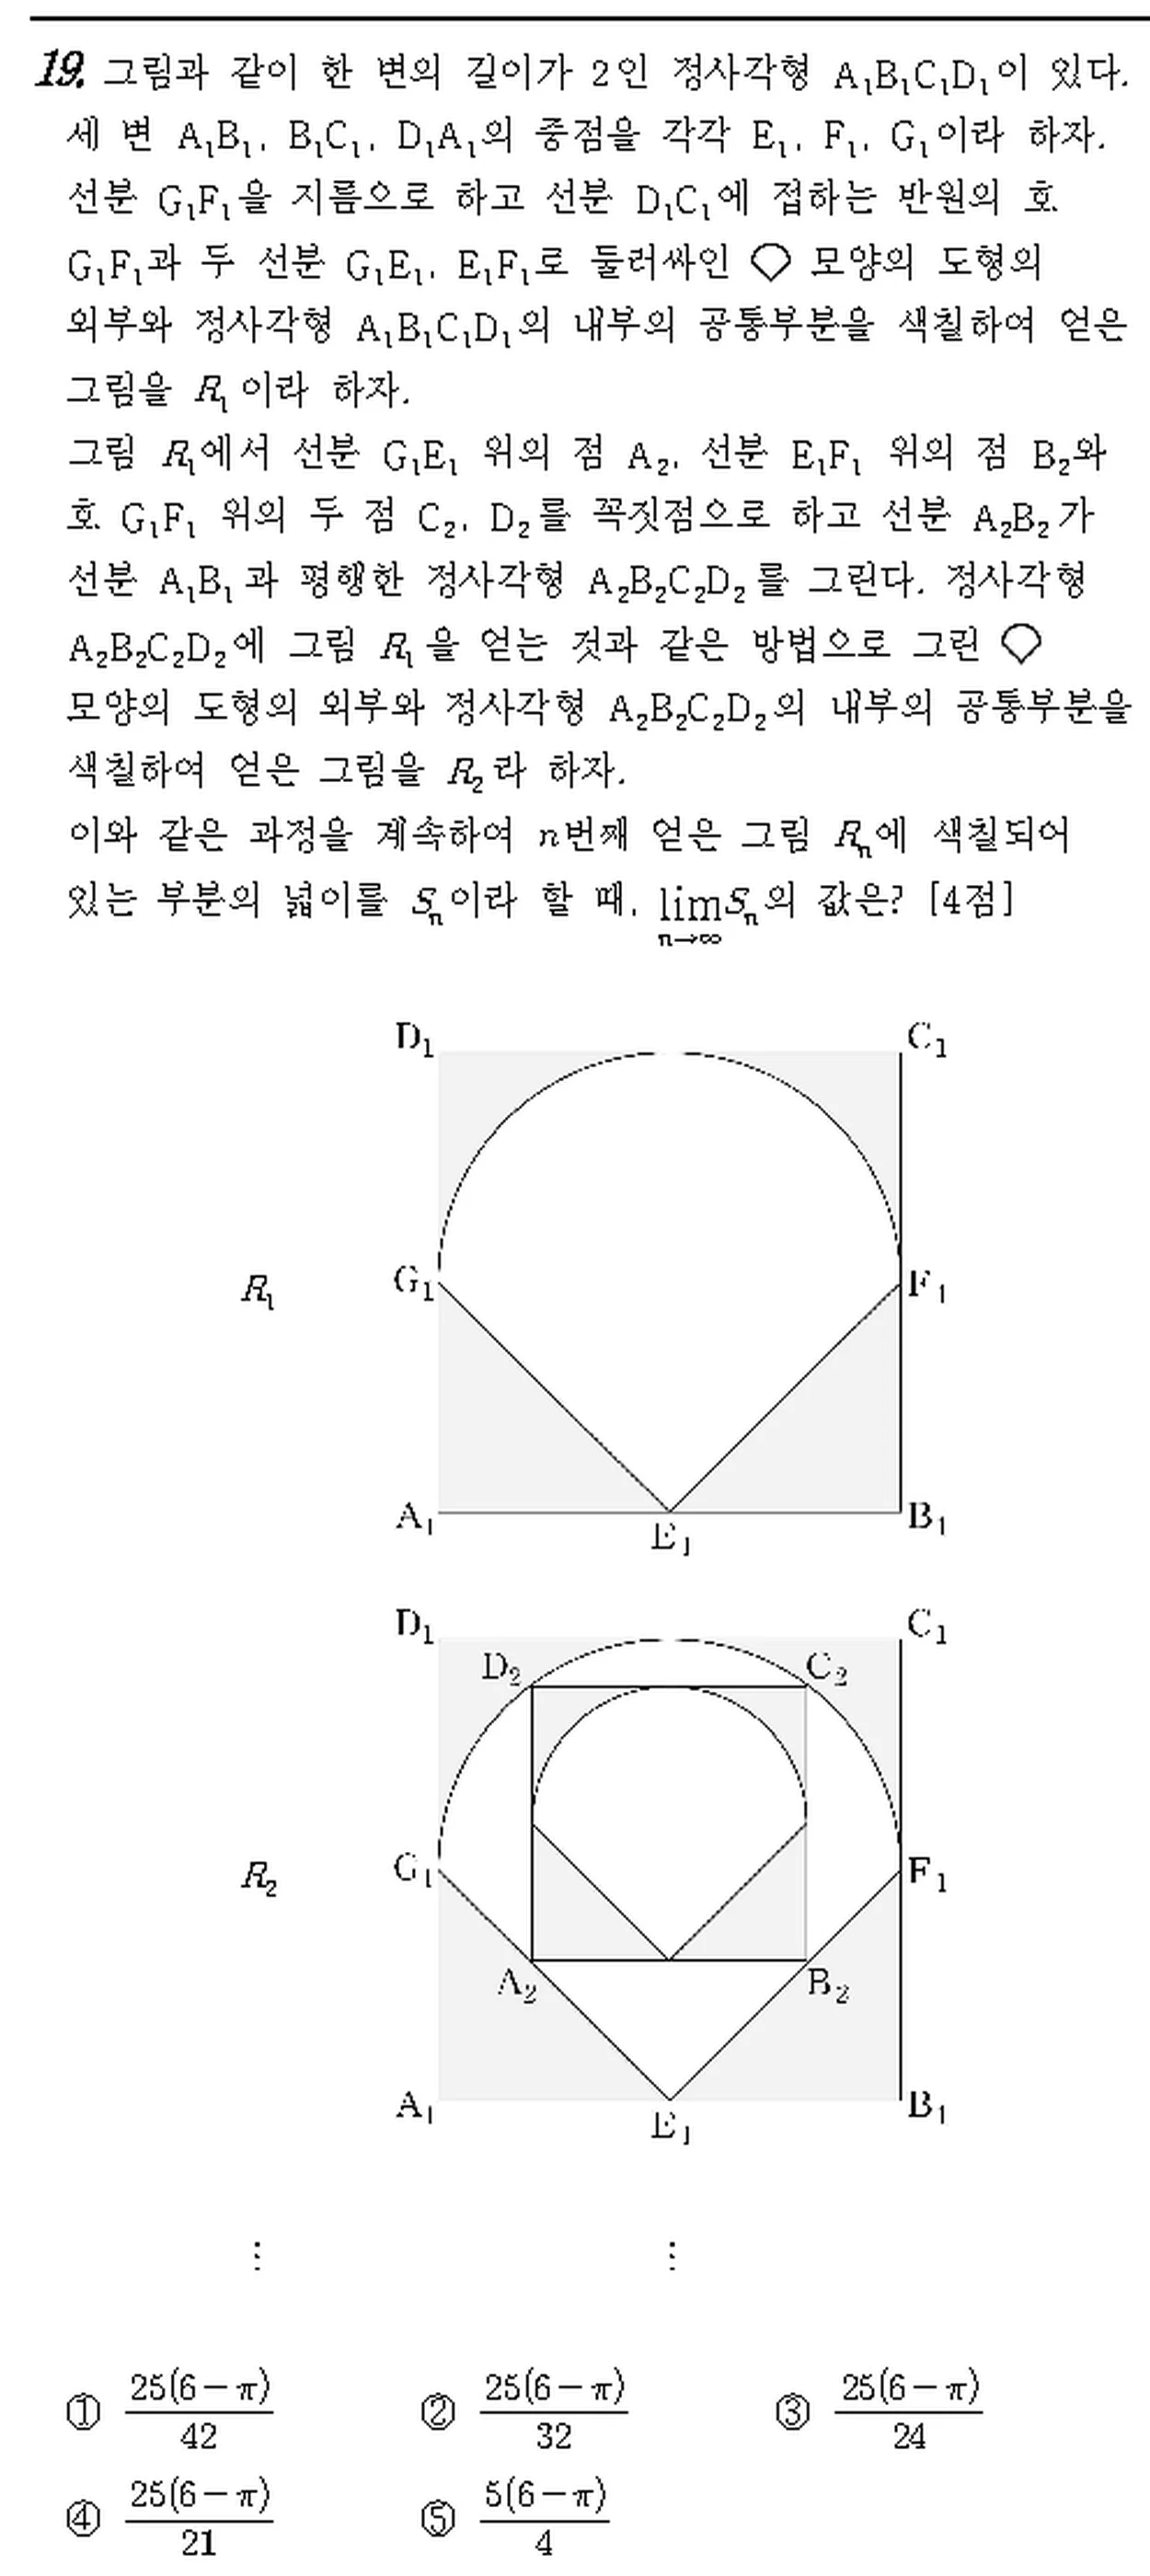 19. 그림과 같이 한 변의 길이가 2인 정사각형 A₁B₁C₁D₁이 있다.
세 변 A₁B₁, B₁C₁, D₁A₁의 중점을 각각 E₁, F₁, G₁이라 하자.
선분 G₁F₁을 지름으로 하고 선분 D₁C₁에 접하는 반원의 호
G₁F₁과 두 선분 G₁E₁, E₁F₁로 둘러싸인 모양의 도형의
외부와 정사각형 A₁B₁C₁D₁의 내부의 공통부분을 색칠하여 얻은
그림을 R₁이라 하자.
그림 R₁에서 선분 G₁E₁ 위의 점 A₂, 선분 E₁F₁ 위의 점 B₂와
호 G₁F₁ 위의 두 점 C₂, D₂를 꼭짓점으로 하고 선분 A₂B₂가
선분 A₁B₁과 평행한 정사각형 A₂B₂C₂D₂를 그린다. 정사각형
A₂B₂C₂D₂에 그림 R₁을 얻는 것과 같은 방법으로 그린
모양의 도형의 외부와 정사각형 A₂B₂C₂D₂의 내부의 공통부분을
색칠하여 얻은 그림을 R₂라 하자.
이와 같은 과정을 계속하여 n번째 얻은 그림 Rₙ에 색칠되어
있는 부분의 넓이를 Sₙ이라 할 때, lim Sₙ의 값은? [4점]
n→∞
D₁ C₁
R₁ G₁ F₁
A₁ E₁ B₁
D₁ C₁
D₂ C₂
R₂ G₁ F₁
A₂ B₂
A₁ E₁ B₁
⋮ ⋮
① 25(6−π)/42 ② 25(6−π)/32 ③ 25(6−π)/24
④ 25(6−π)/21 ⑤ 5(6−π)/4